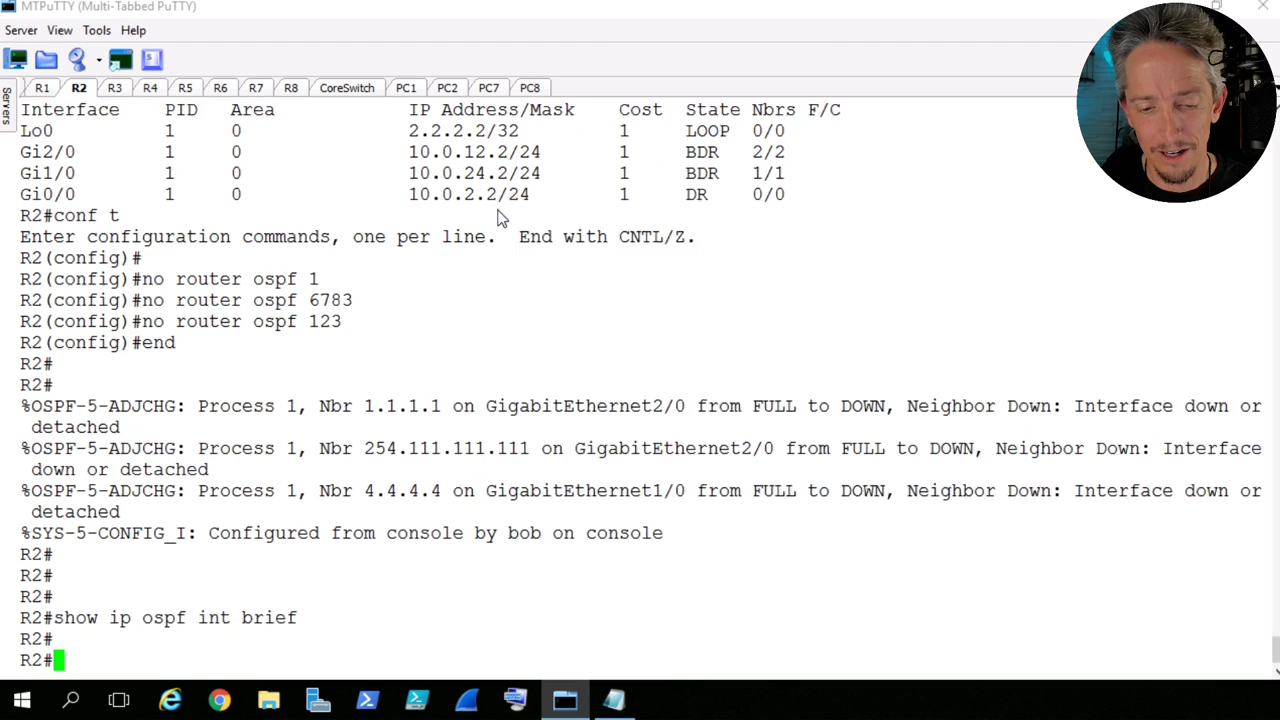 MTPuTTY (Multi-Tabbed PuTTY)
Server View Tools Help
Servers
R1 R2 R3 R4 R5 R6 R7 R8 CoreSwitch PC1 PC2 PC7 PC8
Interface PID Area IP Address/Mask Cost State Nbrs F/C
Lo0 1 0 2.2.2.2/32 1 LOOP 0/0
Gi2/0 1 0 10.0.12.2/24 1 BDR 2/2
Gi1/0 1 0 10.0.24.2/24 1 BDR 1/1
Gi0/0 1 0 10.0.2.2/24 1 DR 0/0
R2#conf t
Enter configuration commands, one per line. End with CNTL/Z.
R2(config)#
R2(config)#no router ospf 1
R2(config)#no router ospf 6783
R2(config)#no router ospf 123
R2(config)#end
R2#
R2#
%OSPF-5-ADJCHG: Process 1, Nbr 1.1.1.1 on GigabitEthernet2/0 from FULL to DOWN, Neighbor Down: Interface down or
detached
%OSPF-5-ADJCHG: Process 1, Nbr 254.111.111.111 on GigabitEthernet2/0 from FULL to DOWN, Neighbor Down: Interface
down or detached
%OSPF-5-ADJCHG: Process 1, Nbr 4.4.4.4 on GigabitEthernet1/0 from FULL to DOWN, Neighbor Down: Interface down or
detached
%SYS-5-CONFIG_I: Configured from console by bob on console
R2#
R2#
R2#
R2#show ip ospf int brief
R2#
R2#